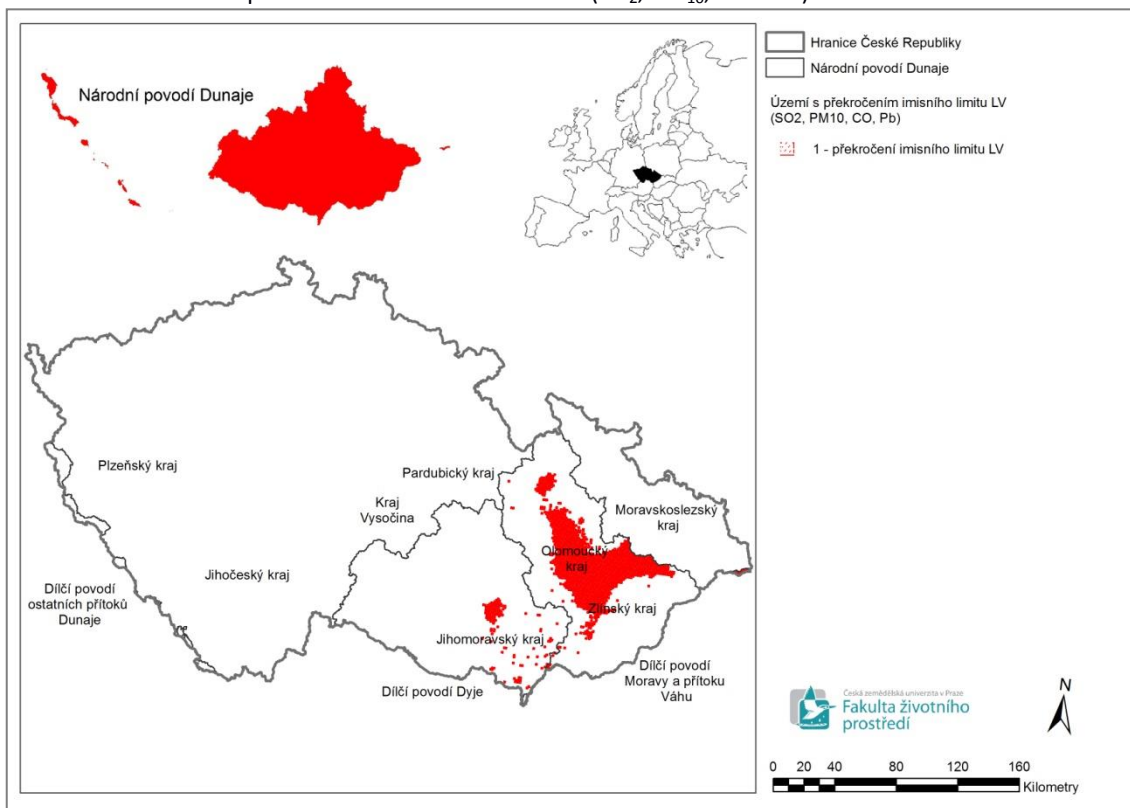 Národní povodí Dunaje
Hranice České Republiky
Národní povodí Dunaje
Území s překročením imisního limitu LV
(SO2, PM10, CO, Pb)
1 - překročení imisního limitu LV
Plzeňský kraj
Pardubický kraj
Kraj
Vysočina
Moravskoslezský
kraj
Olomoucký
kraj
Jihočeský kraj
Zlínský kraj
Dílčí povodí
ostatních přítoků
Dunaje
Jihomoravský kraj
Dílčí povodí Dyje
Dílčí povodí
Moravy a přítoku
Váhu
Česká zemědělská univerzita v Praze
Fakulta životního
prostředí
N
0 20 40 80 120 160
Kilometry